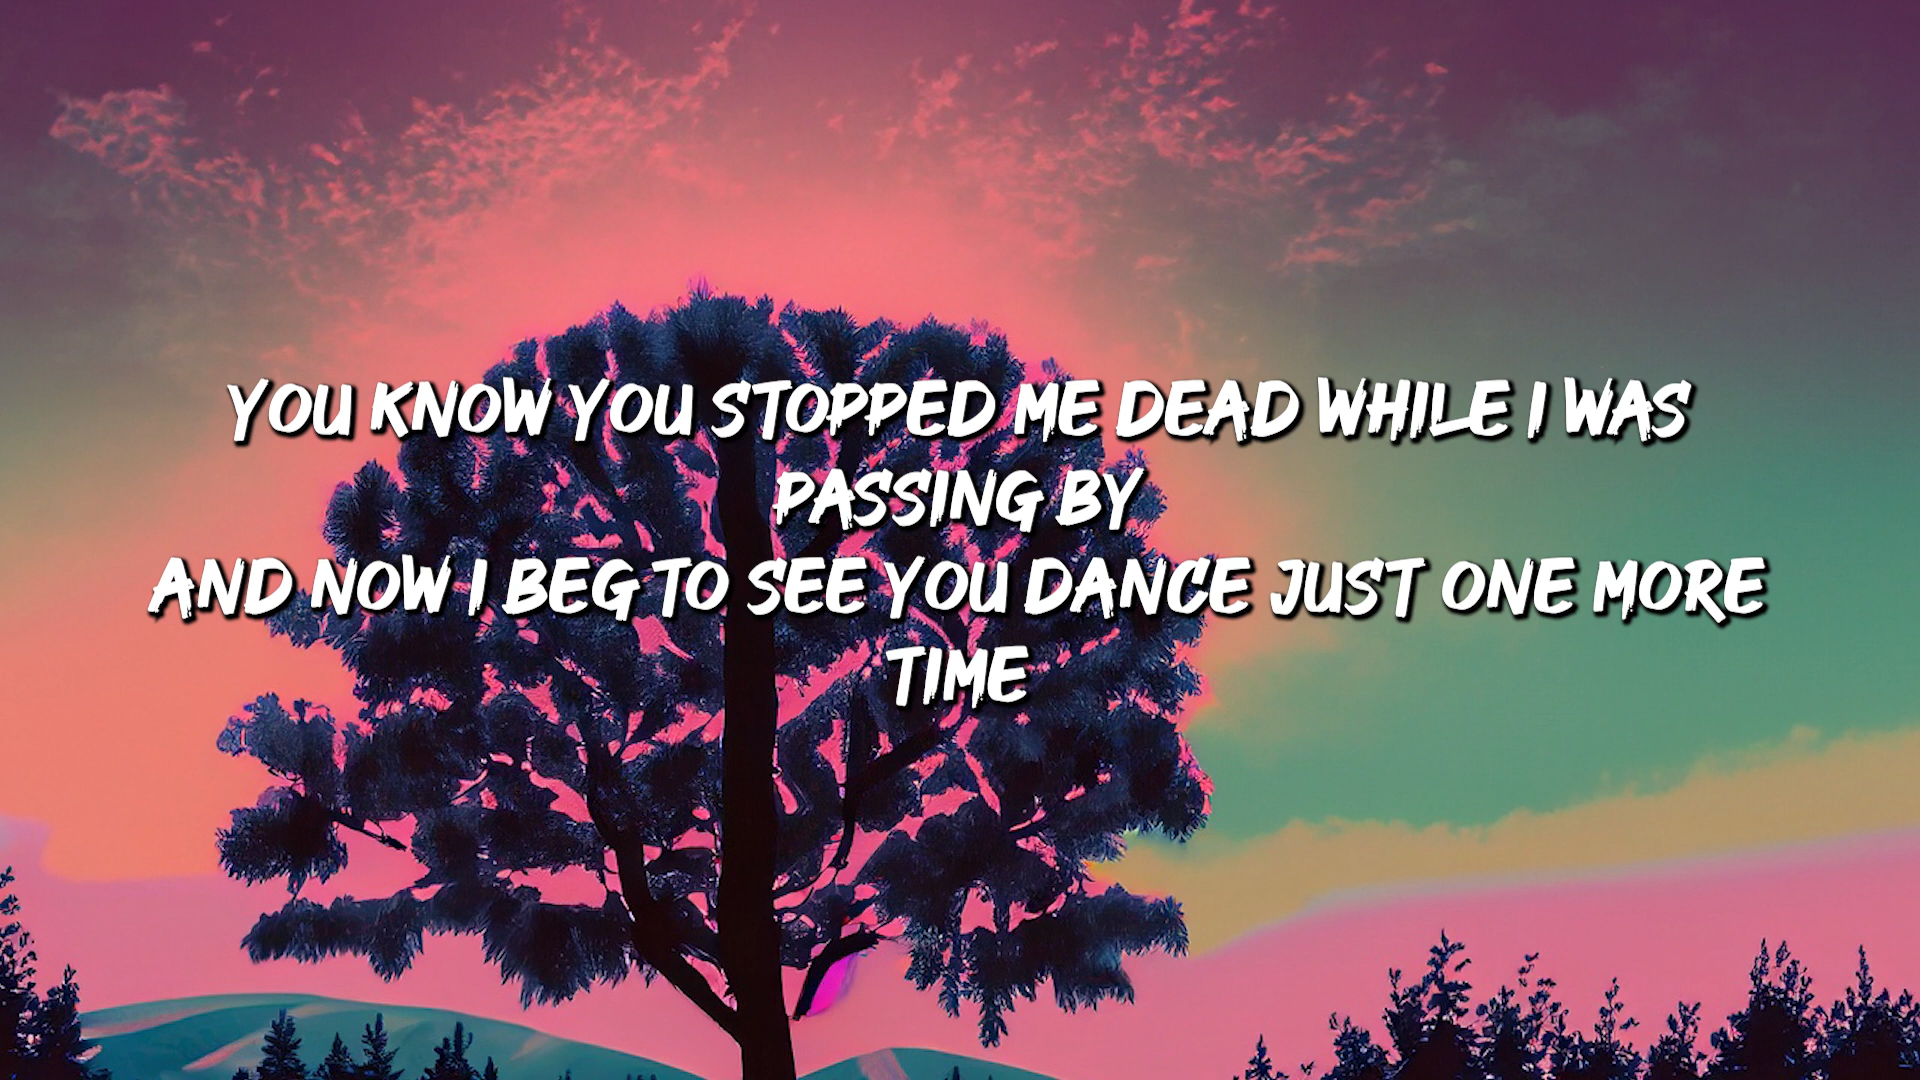 YOU KNOW YOU STOPPED ME DEAD WHILE I WAS
PASSING BY
AND NOW I BEG TO SEE YOU DANCE JUST ONE MORE
TIME